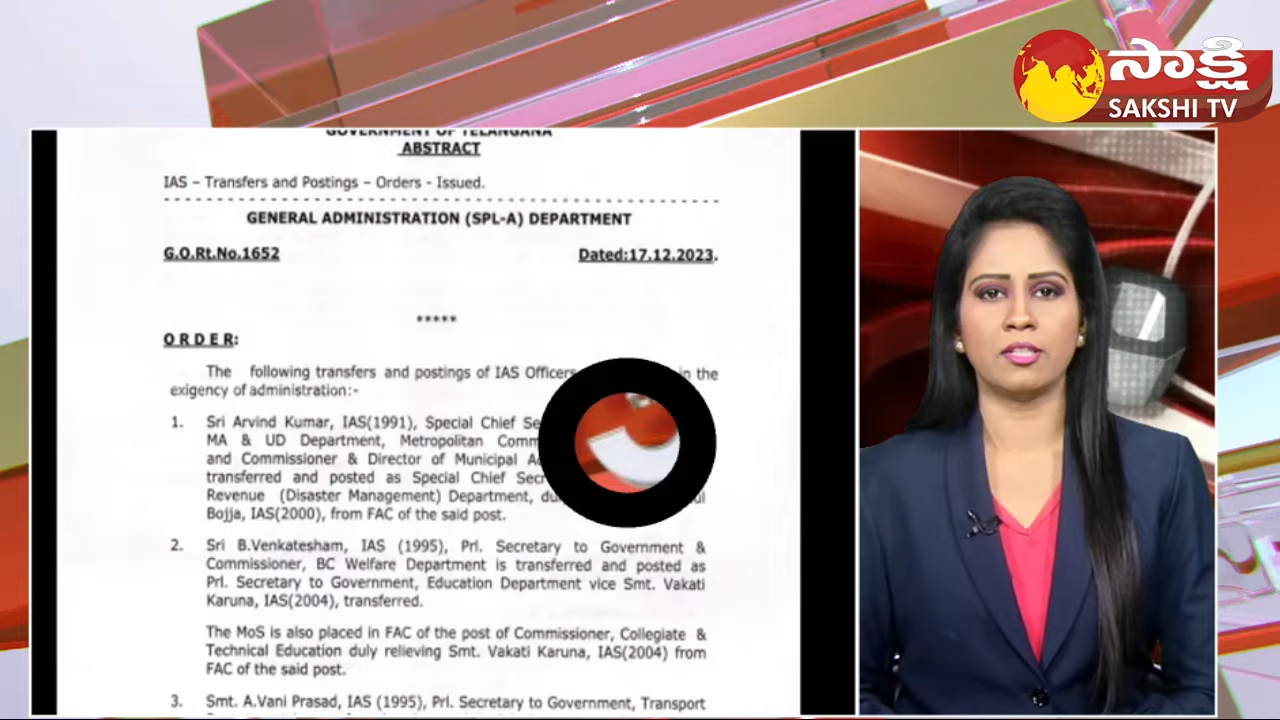 సాక్షి
SAKSHI TV
GOVERNMENT OF TELANGANA
ABSTRACT
IAS – Transfers and Postings – Orders - Issued.
GENERAL ADMINISTRATION (SPL-A) DEPARTMENT
G.O.Rt.No.1652 Dated:17.12.2023.
*****
O R D E R:
The following transfers and postings of IAS Officers in the
exigency of administration:-
1. Sri Arvind Kumar, IAS(1991), Special Chief
MA & UD Department, Metropolitan
and Commissioner & Director of Municipal
transferred and posted as Special Chief
Revenue (Disaster Management) Department,
Bojja, IAS(2000), from FAC of the said post.
2. Sri B.Venkatesham, IAS (1995), Prl. Secretary to Government &
Commissioner, BC Welfare Department is transferred and posted as
Prl. Secretary to Government, Education Department vice Smt. Vakati
Karuna, IAS(2004), transferred.
The MoS is also placed in FAC of the post of Commissioner, Collegiate &
Technical Education duly relieving Smt. Vakati Karuna, IAS(2004) from
FAC of the said post.
3. Smt. A.Vani Prasad, IAS (1995), Prl. Secretary to Government, Transport